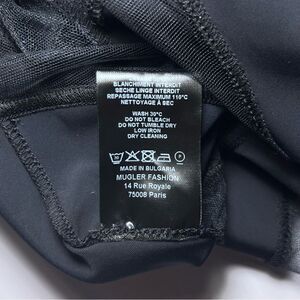 BLANCHIMENT INTERDIT
SECHE LINGE INTERDIT
REPASSAGE MAXIMUM 110°C
NETTOYAGE À SEC
WASH 30°C
DO NOT BLEACH
DO NOT TUMBLE DRY
LOW IRON
DRY CLEANING
MADE IN BULGARIA
MUGLER FASHION
14 Rue Royale
75008 Paris